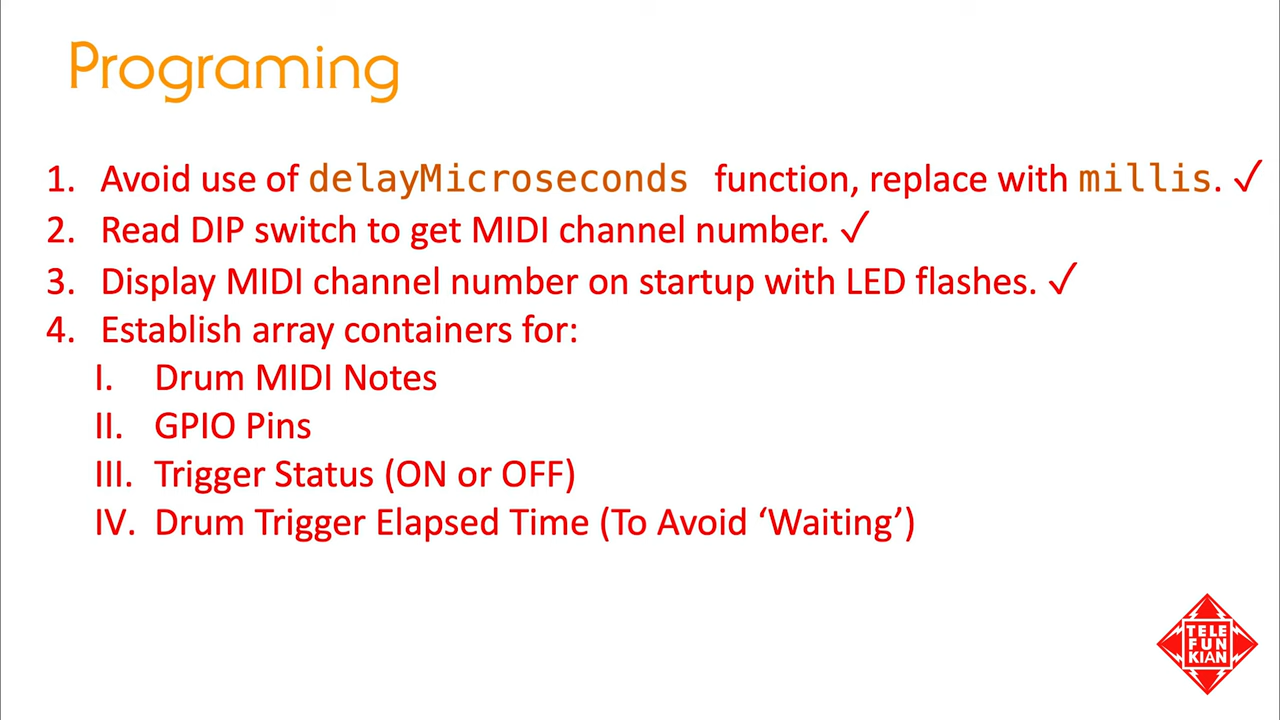 Programing
1. Avoid use of delayMicroseconds function, replace with millis. ✓
2. Read DIP switch to get MIDI channel number. ✓
3. Display MIDI channel number on startup with LED flashes. ✓
4. Establish array containers for:
I. Drum MIDI Notes
II. GPIO Pins
III. Trigger Status (ON or OFF)
IV. Drum Trigger Elapsed Time (To Avoid ‘Waiting’)
TELE
FUN
KIAN